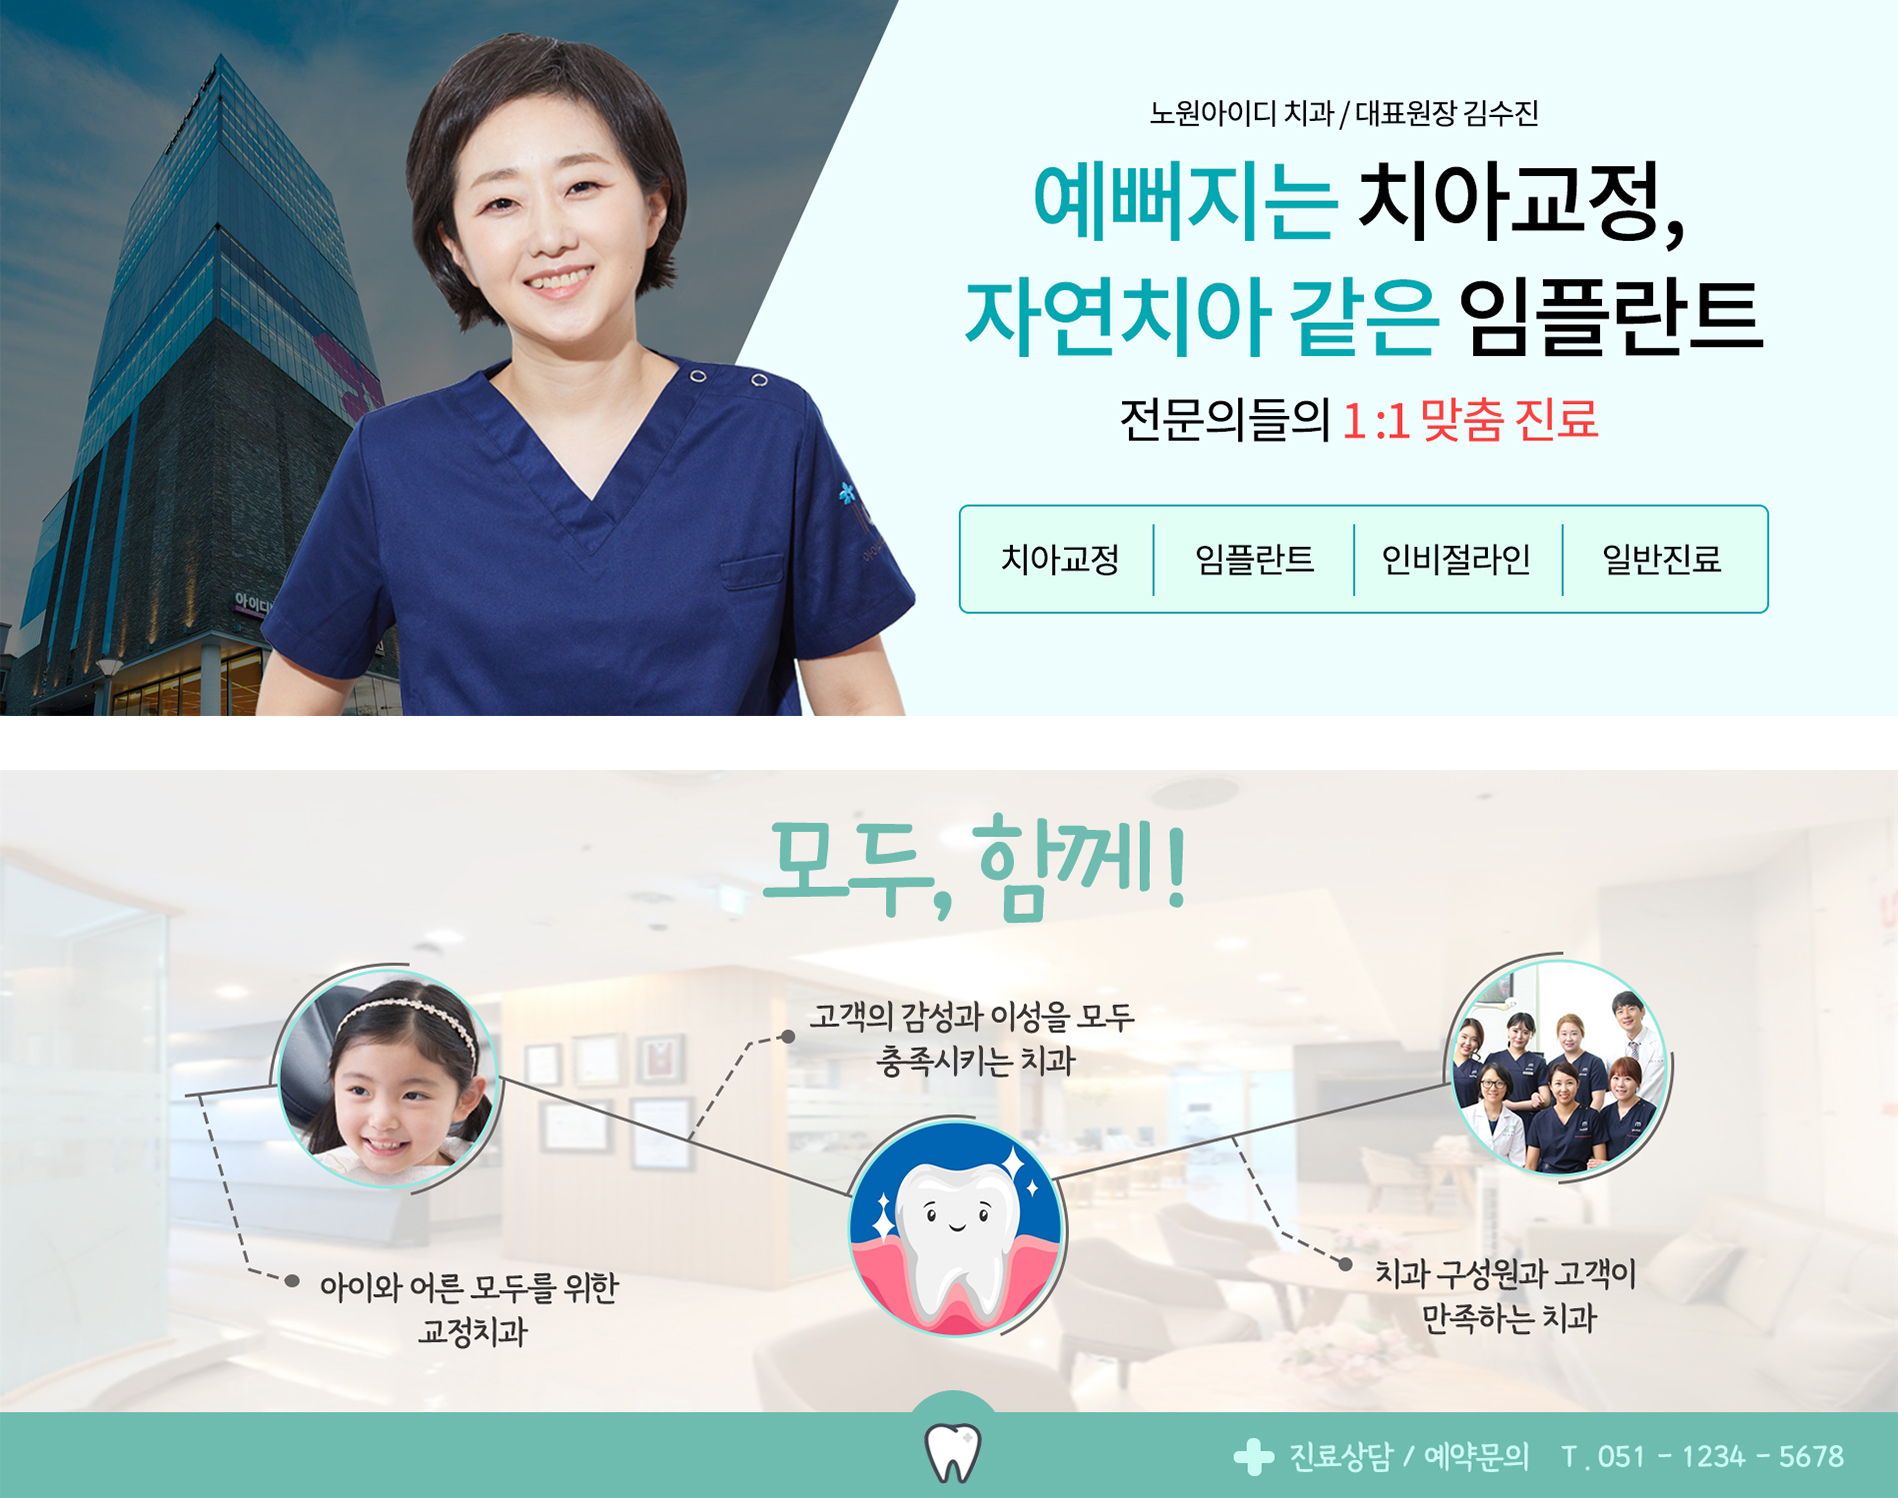 노원아이디 치과 / 대표원장 김수진
예뻐지는 치아교정,
자연치아 같은 임플란트
전문의들의 1 :1 맞춤 진료
치아교정 임플란트 인비절라인 일반진료
모두, 함께!
고객의 감성과 이성을 모두
충족시키는 치과
아이와 어른 모두를 위한
교정치과
치과 구성원과 고객이
만족하는 치과
진료상담 / 예약문의 T . 051 - 1234 - 5678